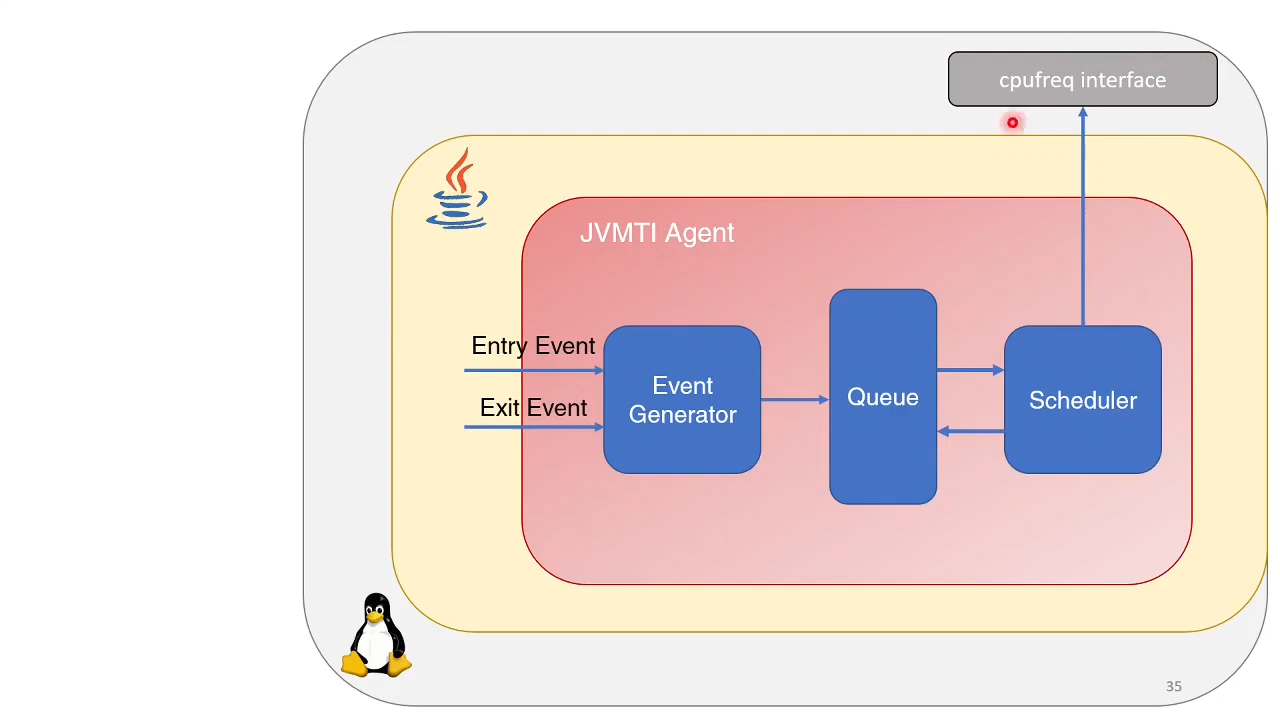 cpufreq interface
JVMTI Agent
Entry Event
Exit Event
Event
Generator
Queue
Scheduler
35